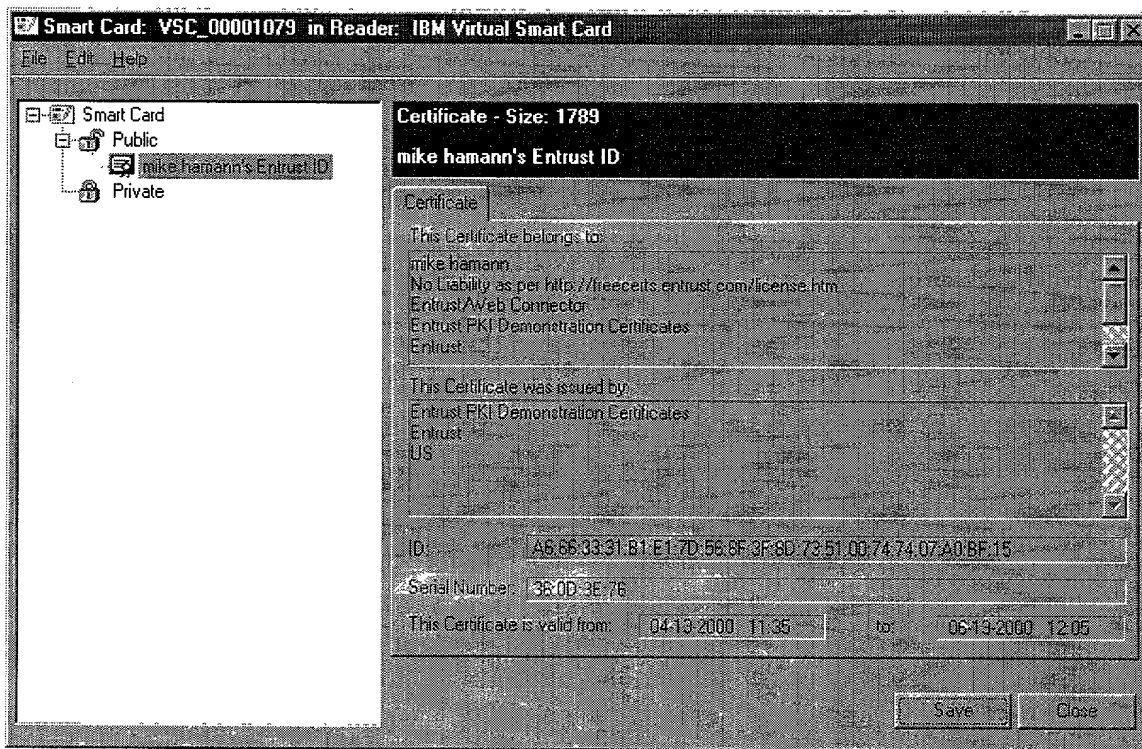 Smart Card: VSC_00001079 in Reader: IBM Virtual Smart Card
File Edit Help
Smart Card
Public
mike hamann's Entrust ID
Private
Certificate - Size: 1789
mike hamann's Entrust ID
Certificate
This Certificate belongs to:
mike hamann
No Liability as per http://freecerts.entrust.com/license.htm
Entrust/Web Connector
Entrust PKI Demonstration Certificates
Entrust
This Certificate was issued by:
Entrust PKI Demonstration Certificates
Entrust
US
ID: A6:66:33:31:B1:E1:7D:56:8F:3F:8D:73:51:00:74:74:07:A0:BF:15
Serial Number: 38:0D:3E:76
This Certificate is valid from: 04-13-2000 11:35 to: 06-13-2000 12:05
Save Close